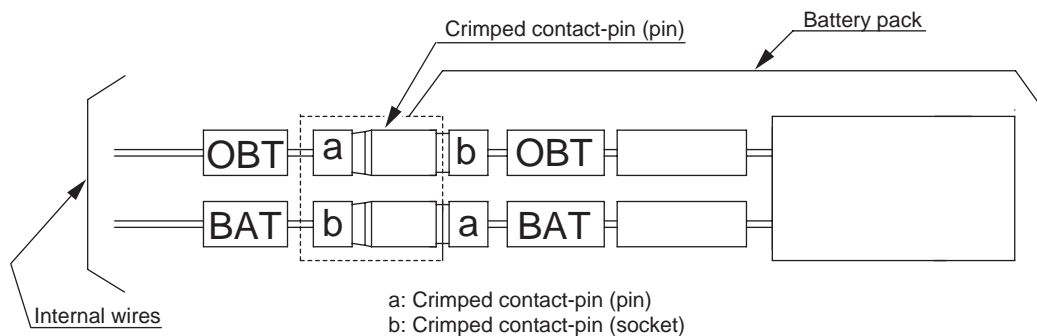 Battery pack
Crimped contact-pin (pin)
OBT a b OBT
BAT b a BAT
Internal wires
a: Crimped contact-pin (pin)
b: Crimped contact-pin (socket)